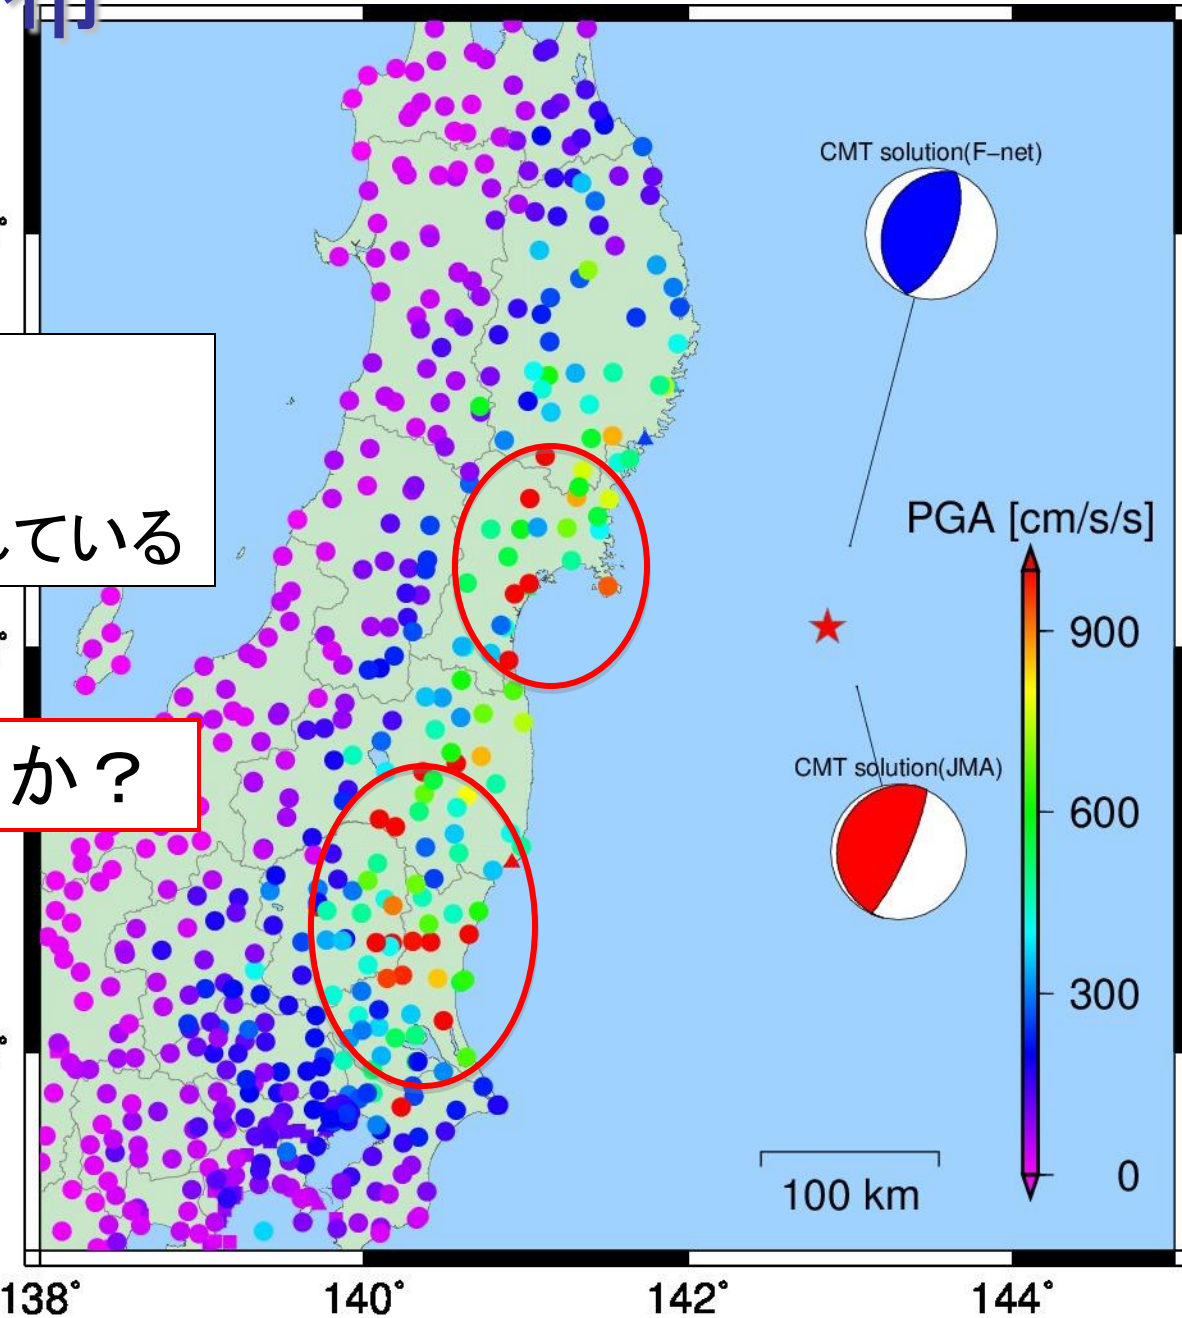 布
CMT solution(F−net)
ている
PGA [cm/s/s]
900
か？
CMT solution(JMA)
600
300
100 km
0
138°
140°
142°
144°